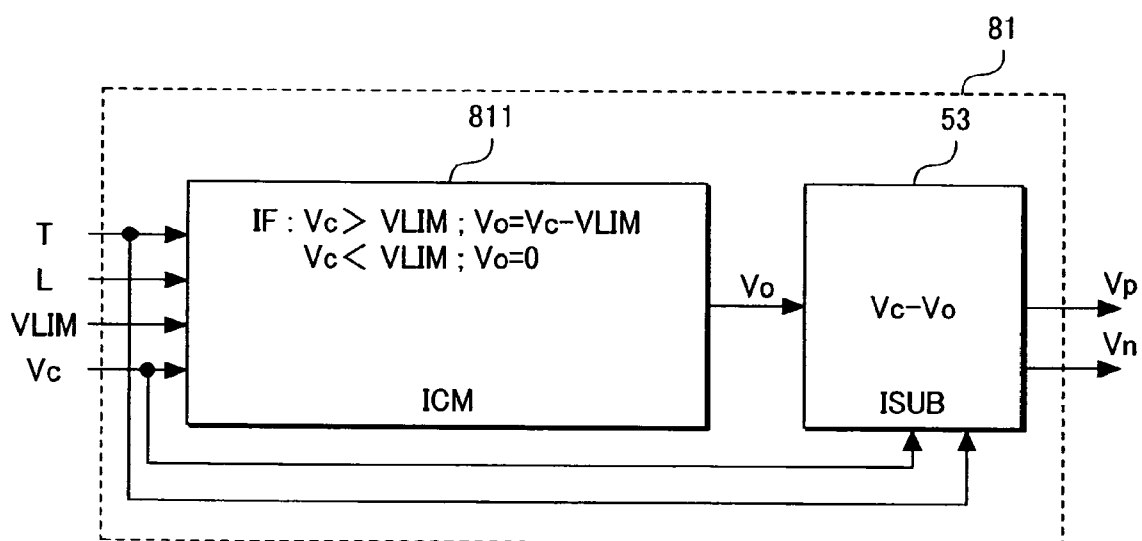 81
811
53
IF : Vc > VLIM ; Vo=Vc-VLIM
Vc < VLIM ; Vo=0
T
L
VLIM
Vc
Vo
Vc-Vo
Vp
Vn
ICM
ISUB